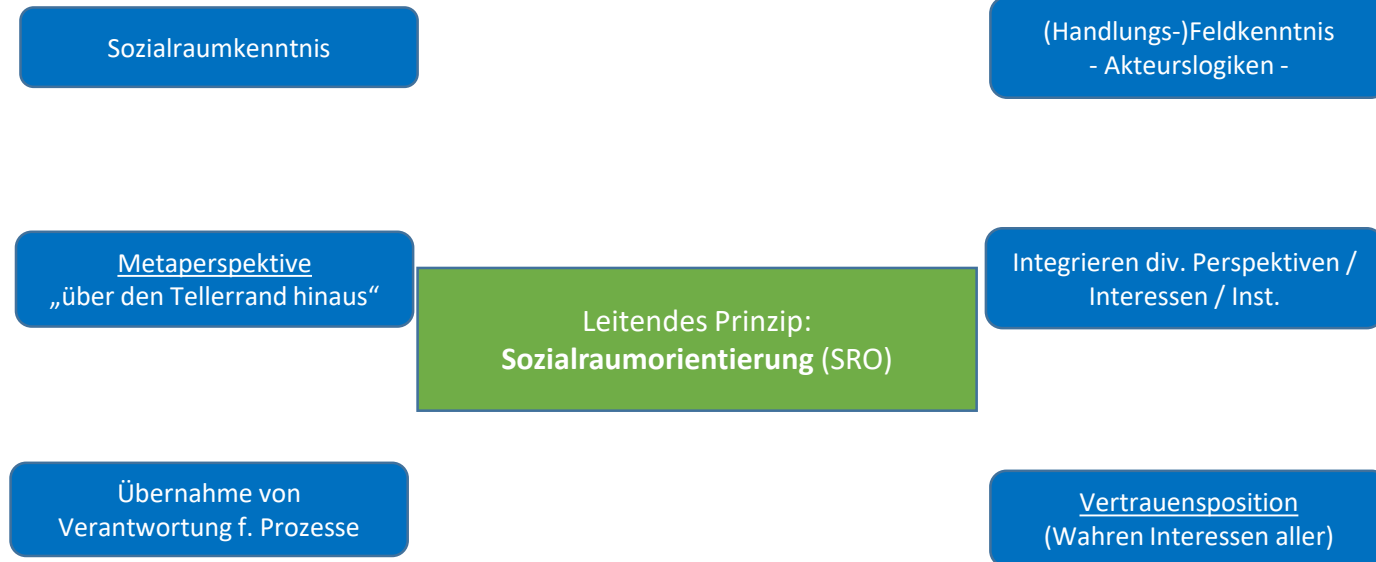 Sozialraumkenntnis
(Handlungs-)Feldkenntnis
- Akteurslogiken -
Metaperspektive
„über den Tellerrand hinaus“
Integrieren div. Perspektiven /
Interessen / Inst.
Leitendes Prinzip:
Sozialraumorientierung (SRO)
Übernahme von
Verantwortung f. Prozesse
Vertrauensposition
(Wahren Interessen aller)